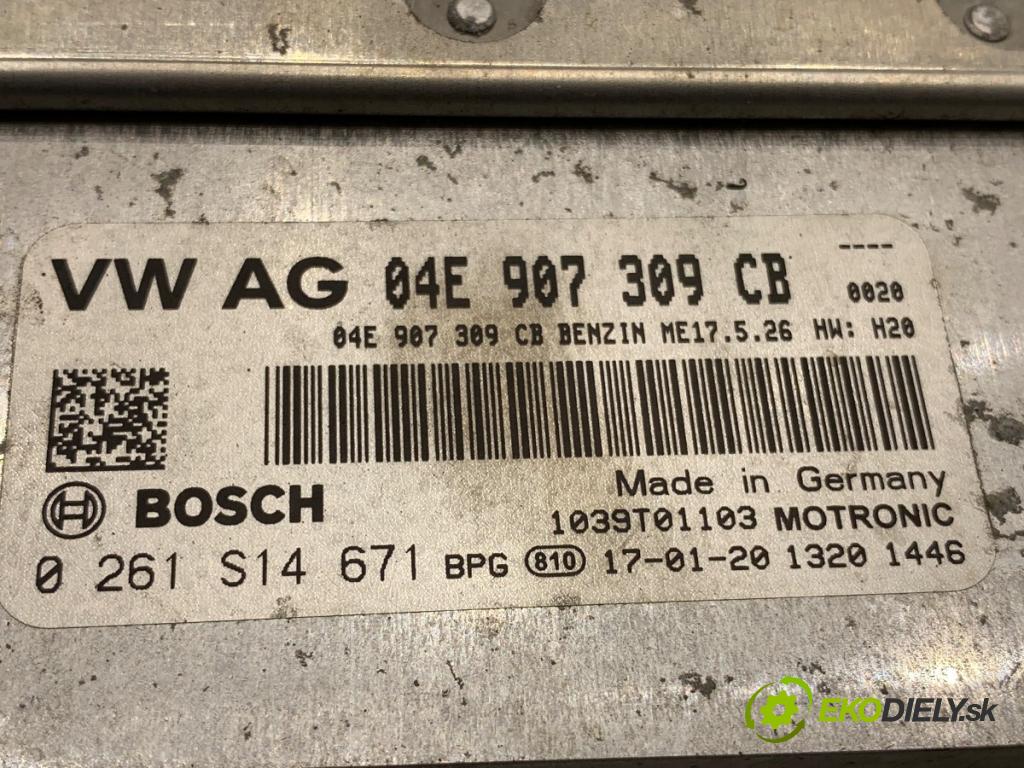 ----
VW AG 04E 907 309 CB 0020
04E 907 309 CB BENZIN ME17.5.26 HW: H20
Made in Germany
BOSCH 1039T01103 MOTRONIC
0 261 S14 671 BPG 810 17-01-20 1320 1446
EKODIELY.sk